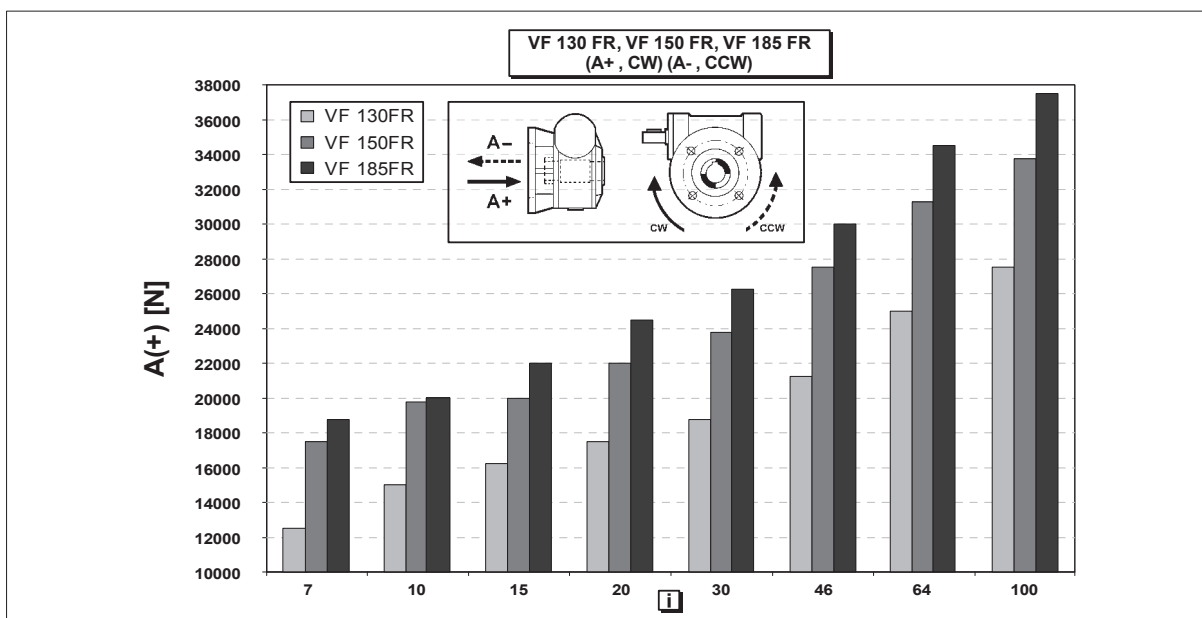 VF 130 FR, VF 150 FR, VF 185 FR
(A+ , CW) (A- , CCW)
VF 130FR
VF 150FR
VF 185FR
A–
A+
CW
CCW
A(+) [N]
38000
36000
34000
32000
30000
28000
26000
24000
22000
20000
18000
16000
14000
12000
10000
7 10 15 20 30 46 64 100
i